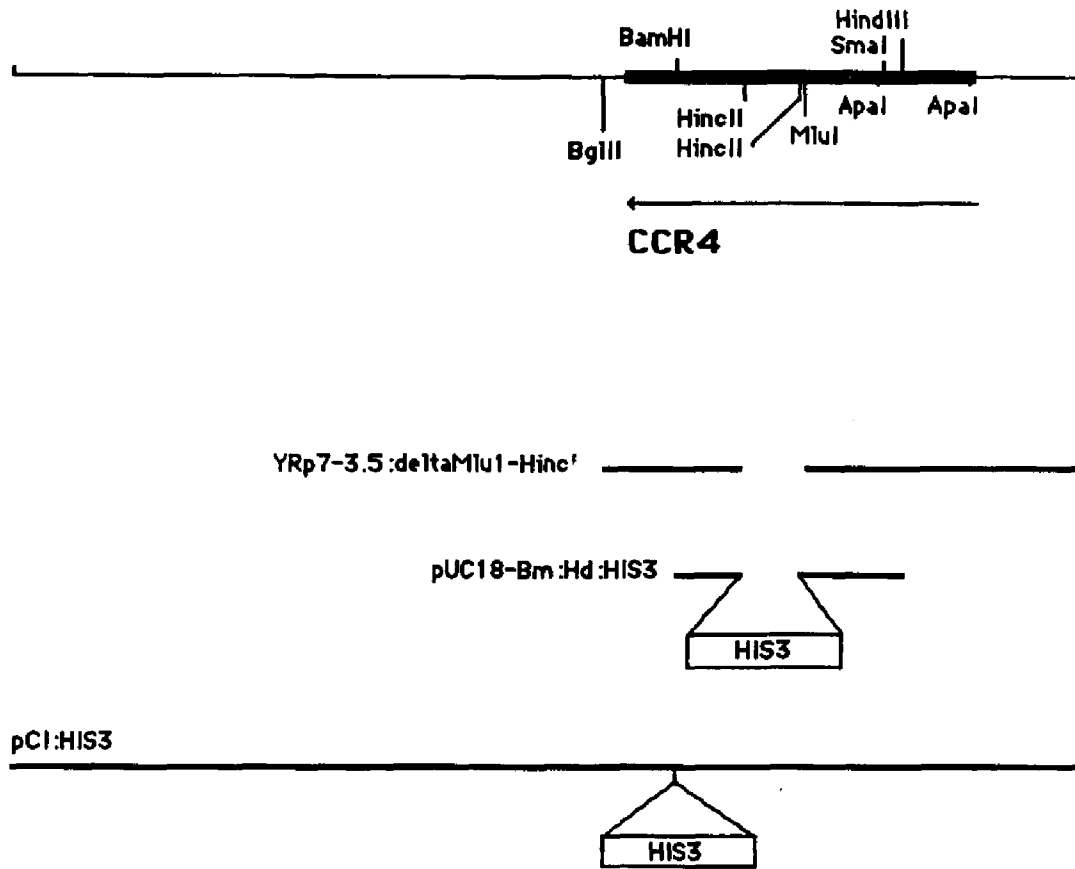 HindIII
BamHI
SmaI
HincII
ApaI
ApaI
MluI
HincII
BglII
CCR4
YRp7-3.5:deltaMlu1-Hinc'
pUC18-Bm:Hd:HIS3
HIS3
pCl:HIS3
HIS3